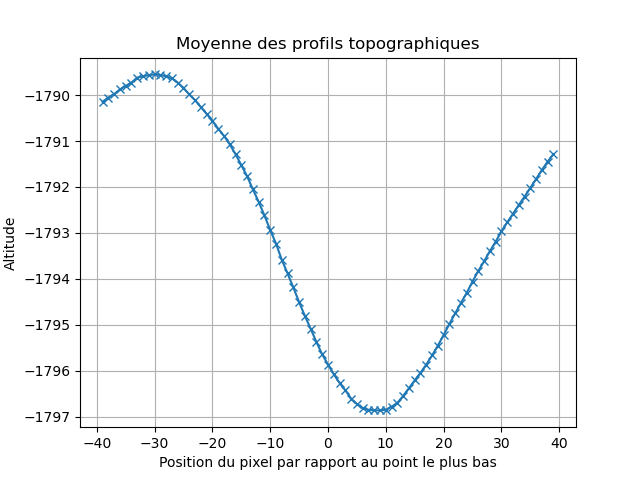 Moyenne des profils topographiques
Altitude
−1790
−1791
−1792
−1793
−1794
−1795
−1796
−1797
−40 −30 −20 −10 0 10 20 30 40
Position du pixel par rapport au point le plus bas